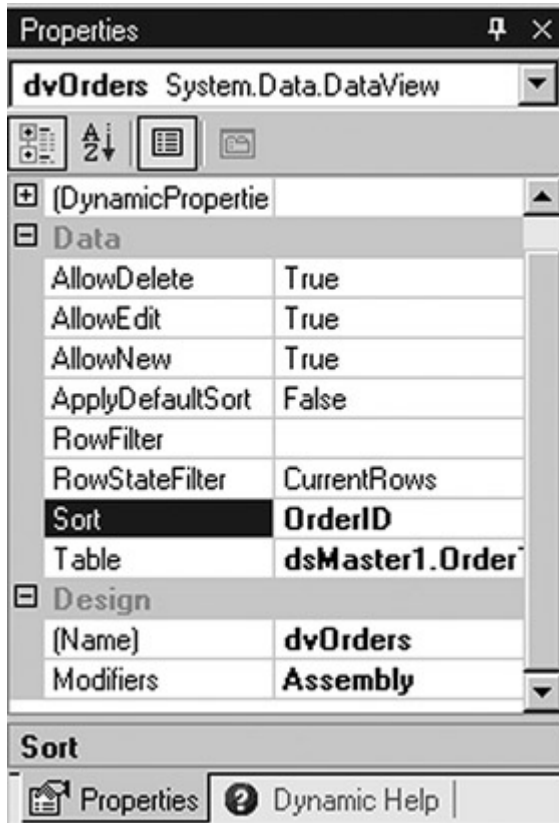 Properties
dvOrders System.Data.DataView
(DynamicPropertie
Data
AllowDelete True
AllowEdit True
AllowNew True
ApplyDefaultSort False
RowFilter
RowStateFilter CurrentRows
Sort OrderID
Table dsMaster1.Order
Design
(Name) dvOrders
Modifiers Assembly
Sort
Properties Dynamic Help